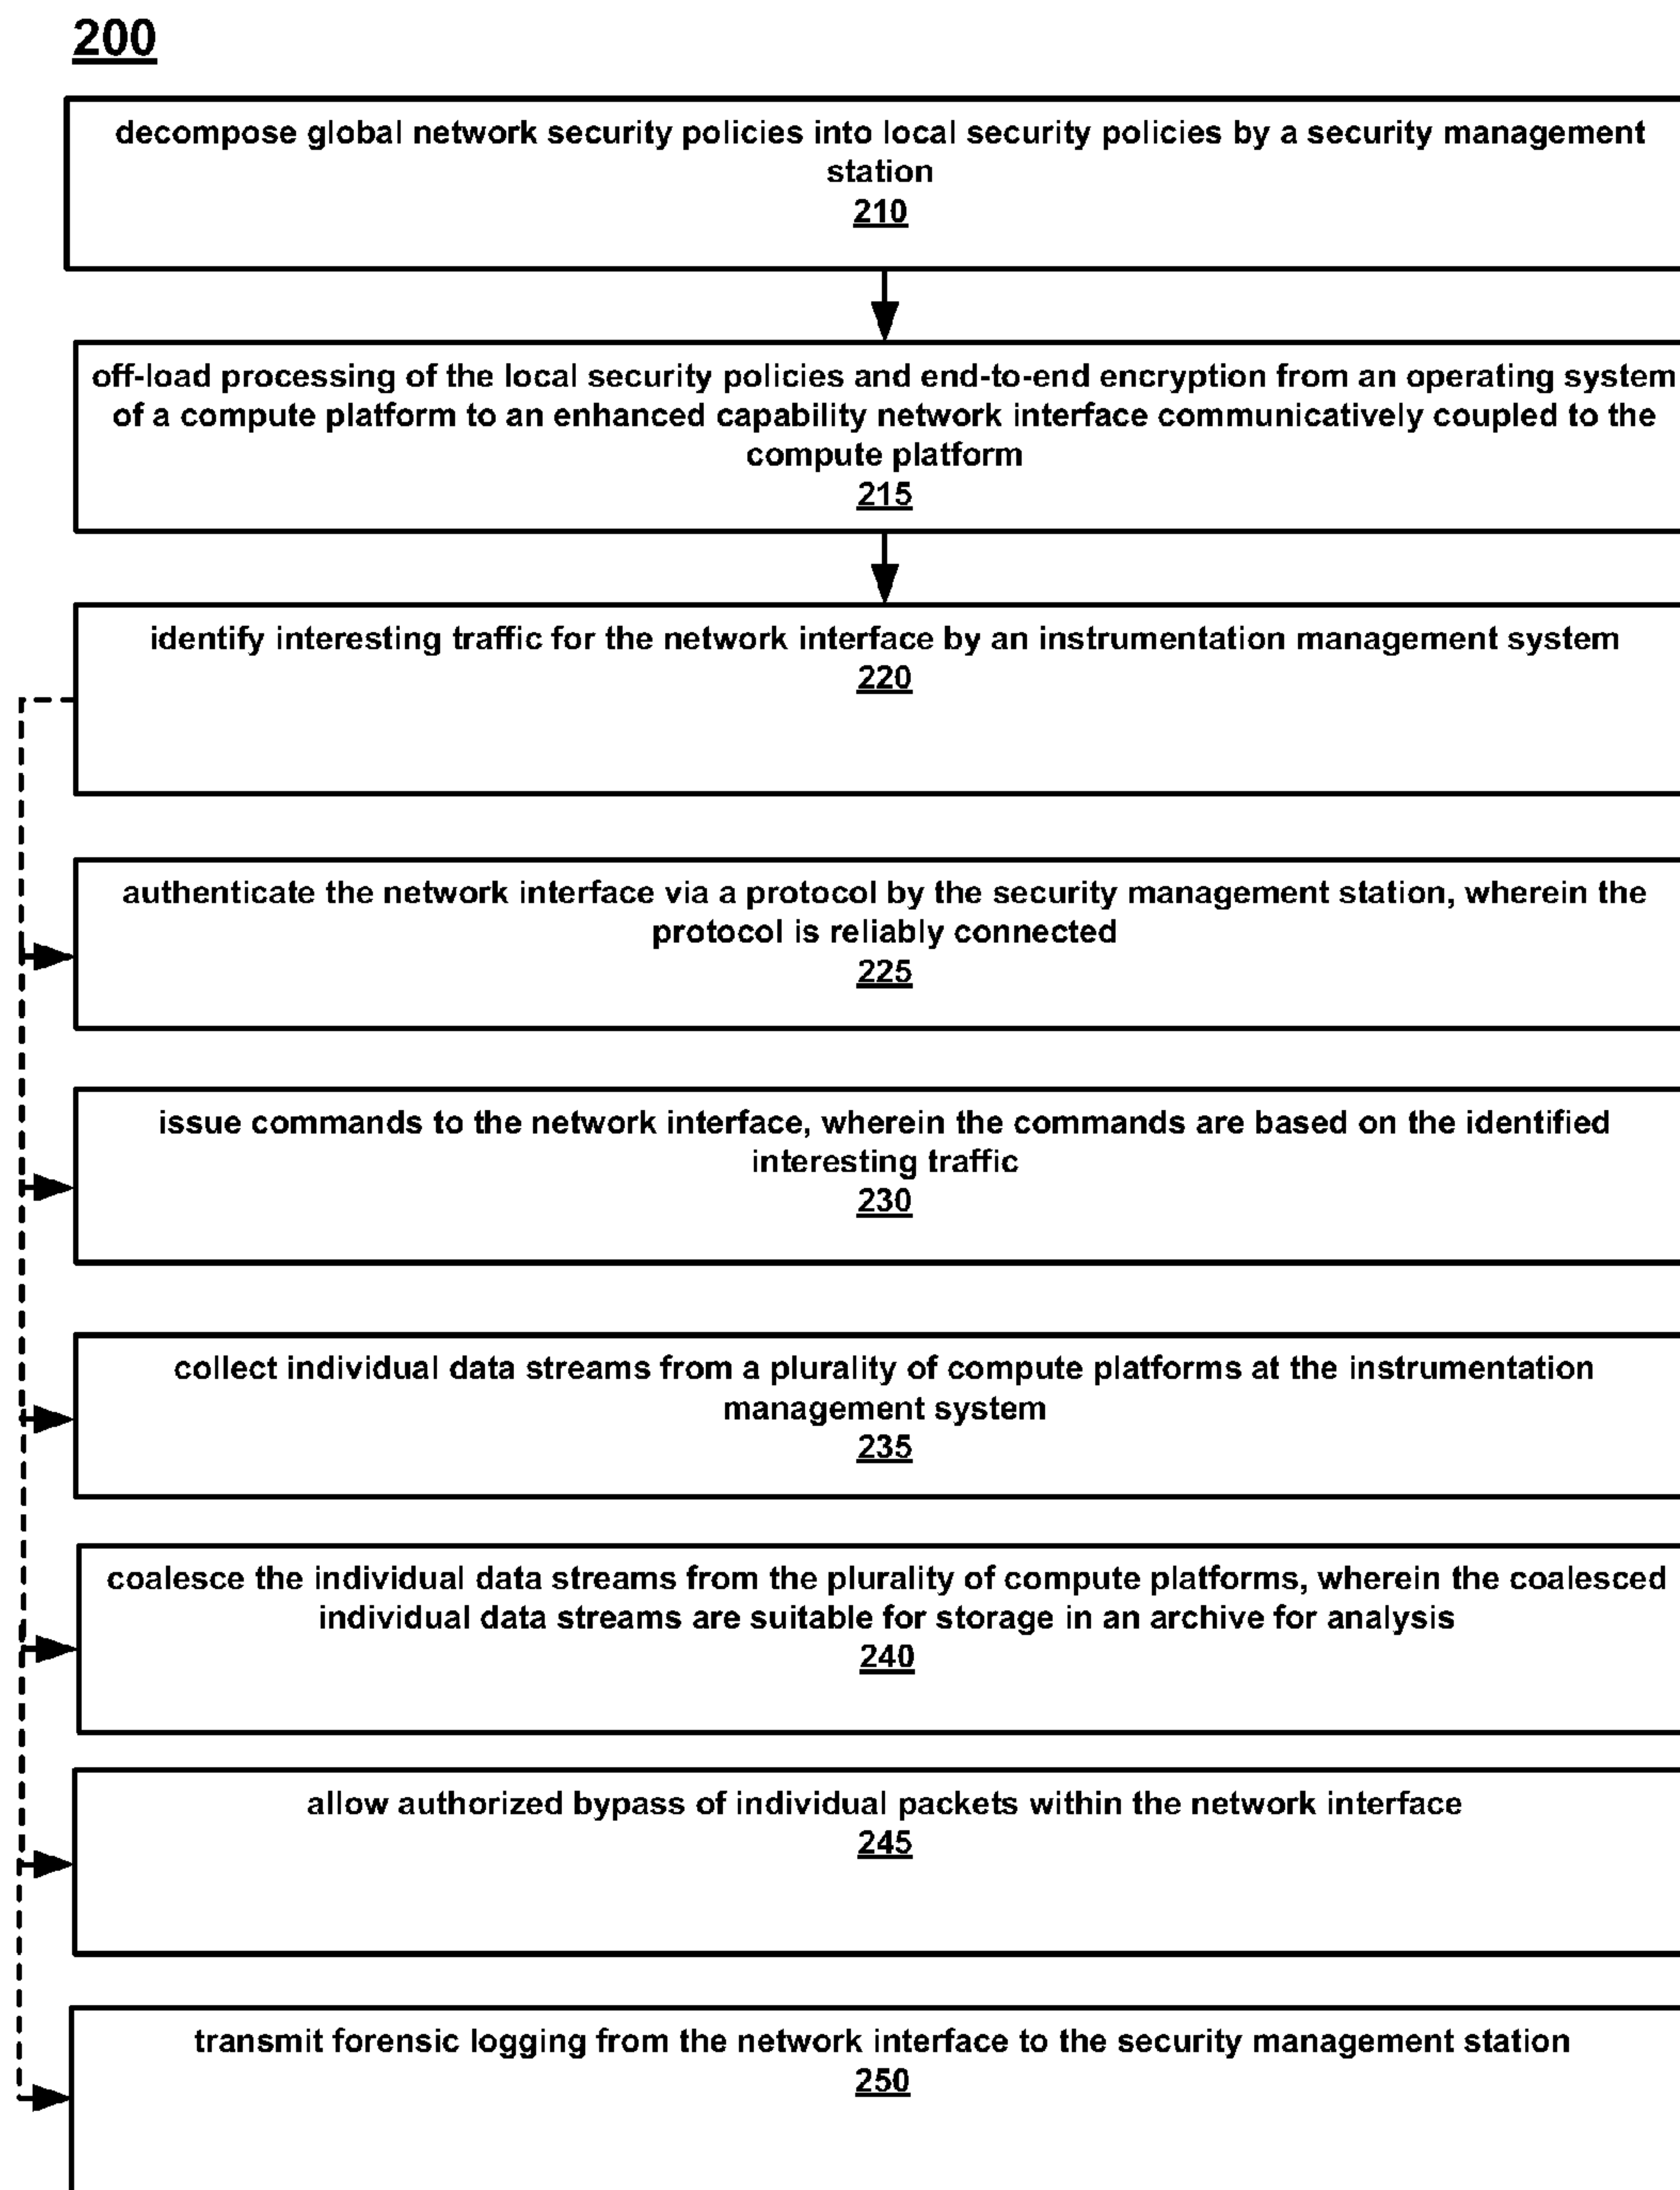 200
decompose global network security policies into local security policies by a security management
station
210
off-load processing of the local security policies and end-to-end encryption from an operating system
of a compute platform to an enhanced capability network interface communicatively coupled to the
compute platform
215
identify interesting traffic for the network interface by an instrumentation management system
220
authenticate the network interface via a protocol by the security management station, wherein the
protocol is reliably connected
225
issue commands to the network interface, wherein the commands are based on the identified
interesting traffic
230
collect individual data streams from a plurality of compute platforms at the instrumentation
management system
235
coalesce the individual data streams from the plurality of compute platforms, wherein the coalesced
individual data streams are suitable for storage in an archive for analysis
240
allow authorized bypass of individual packets within the network interface
245
transmit forensic logging from the network interface to the security management station
250